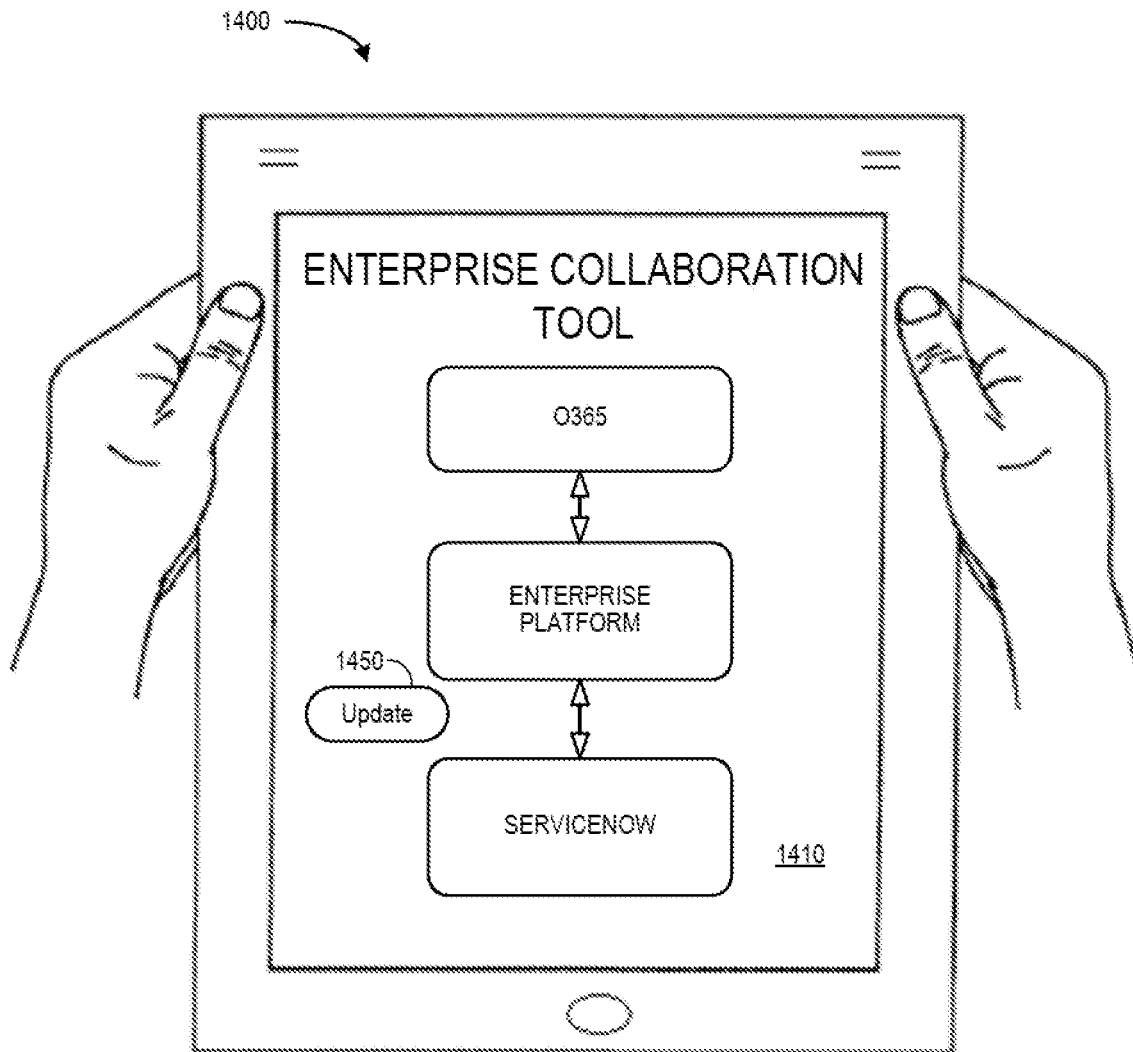 1400
ENTERPRISE COLLABORATION
TOOL
O365
ENTERPRISE
PLATFORM
1450
Update
SERVICENOW
1410